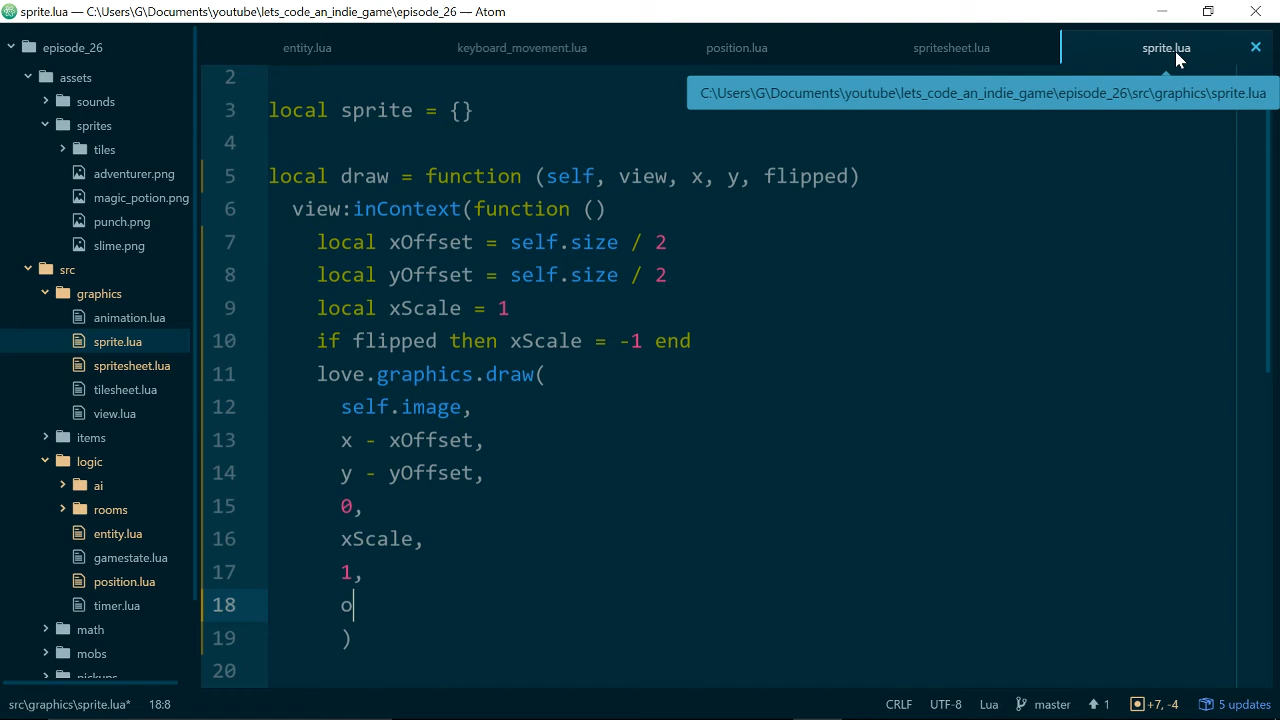 sprite.lua — C:\Users\G\Documents\youtube\lets_code_an_indie_game\episode_26 — Atom
episode_26
assets
sounds
sprites
tiles
adventurer.png
magic_potion.png
punch.png
slime.png
src
graphics
animation.lua
sprite.lua
spritesheet.lua
tilesheet.lua
view.lua
items
logic
ai
rooms
entity.lua
gamestate.lua
position.lua
timer.lua
math
mobs
pickups
entity.lua keyboard_movement.lua position.lua spritesheet.lua sprite.lua
C:\Users\G\Documents\youtube\lets_code_an_indie_game\episode_26\src\graphics\sprite.lua
2
3 local sprite = {}
4
5 local draw = function (self, view, x, y, flipped)
6 view:inContext(function ()
7 local xOffset = self.size / 2
8 local yOffset = self.size / 2
9 local xScale = 1
10 if flipped then xScale = -1 end
11 love.graphics.draw(
12 self.image,
13 x - xOffset,
14 y - yOffset,
15 0,
16 xScale,
17 1,
18 o
19 )
20
src\graphics\sprite.lua* 18:8 CRLF UTF-8 Lua master 1 +7, -4 5 updates